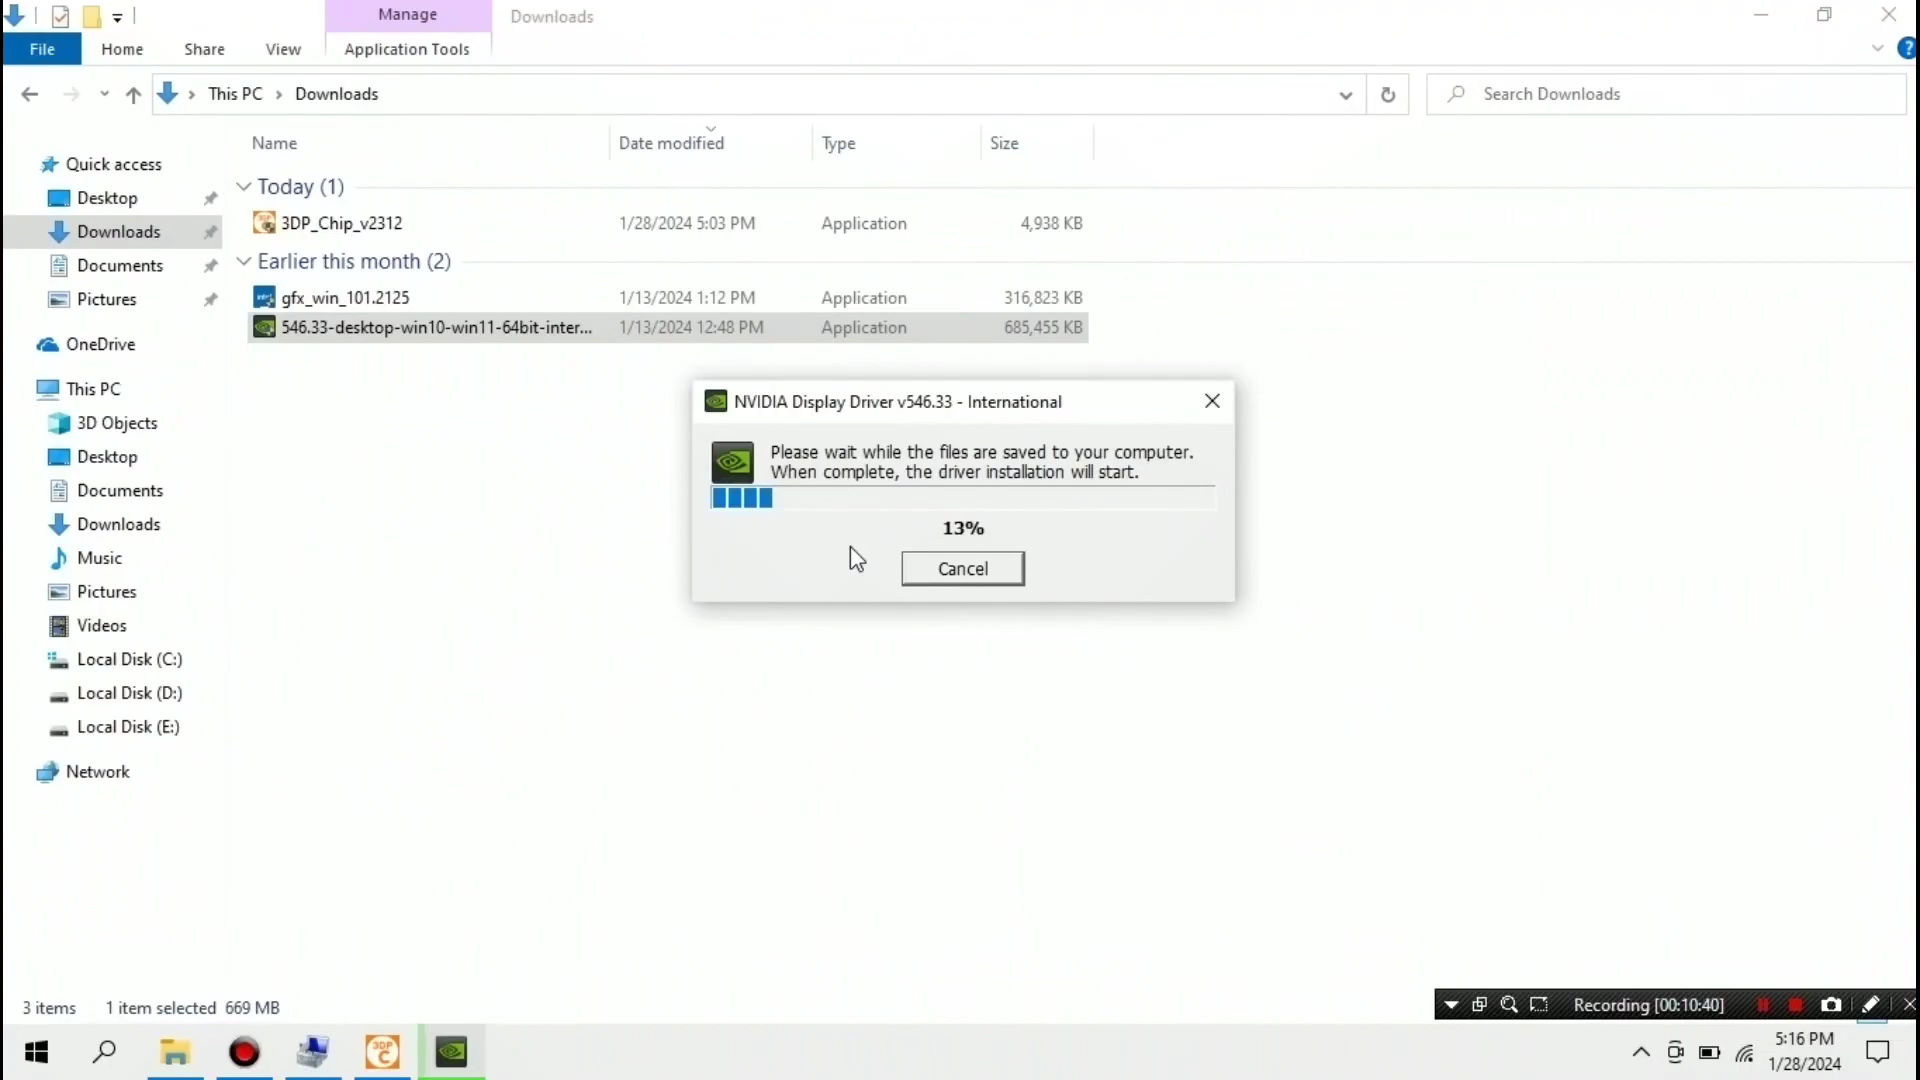 Manage
Downloads
File
Home
Share
View
Application Tools
This PC
Downloads
Search Downloads
Name
Date modified
Type
Size
Quick access
Desktop
Downloads
Documents
Pictures
OneDrive
This PC
3D Objects
Desktop
Documents
Downloads
Music
Pictures
Videos
Local Disk (C:)
Local Disk (D:)
Local Disk (E:)
Network
Today (1)
3DP_Chip_v2312 1/28/2024 5:03 PM Application 4,938 KB
Earlier this month (2)
gfx_win_101.2125 1/13/2024 1:12 PM Application 316,823 KB
546.33-desktop-win10-win11-64bit-inter... 1/13/2024 12:48 PM Application 685,455 KB
NVIDIA Display Driver v546.33 - International
Please wait while the files are saved to your computer.
When complete, the driver installation will start.
13%
Cancel
3 items 1 item selected 669 MB
Recording [00:10:40]
3DP
C
5:16 PM
1/28/2024